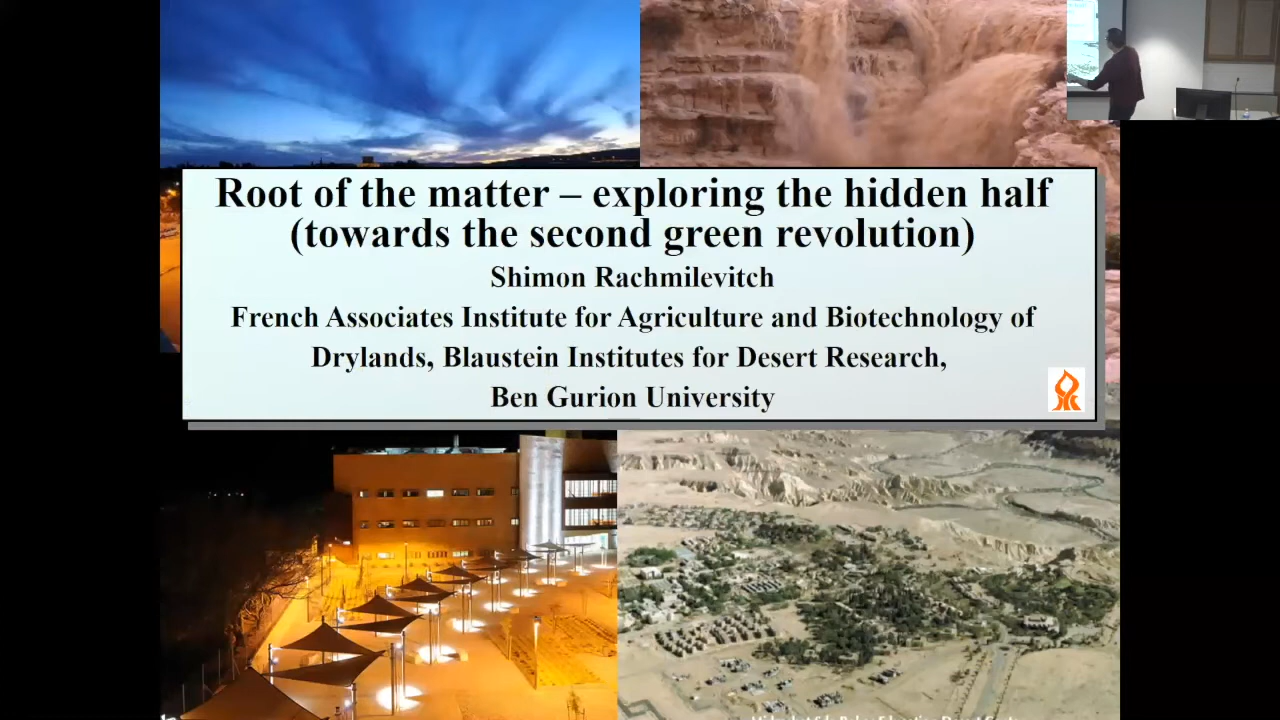 Root of the matter – exploring the hidden half
(towards the second green revolution)
Shimon Rachmilevitch
French Associates Institute for Agriculture and Biotechnology of
Drylands, Blaustein Institutes for Desert Research,
Ben Gurion University